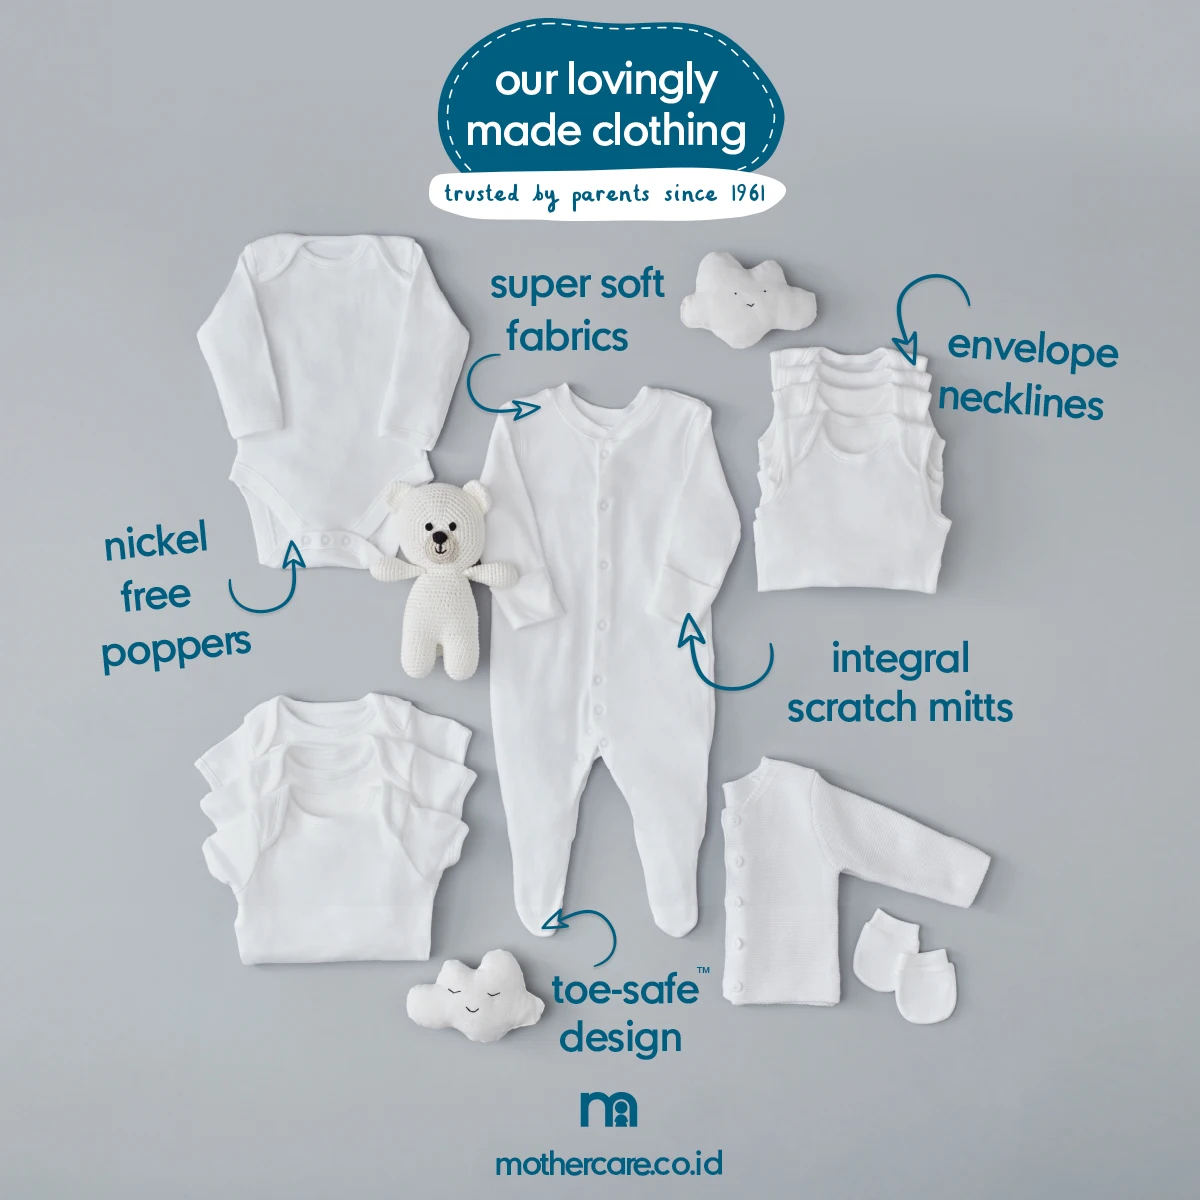 our lovingly
made clothing
trusted by parents since 1961
super soft
fabrics
envelope
necklines
nickel
free
poppers
integral
scratch mitts
toe-safe™
design
m
mothercare.co.id